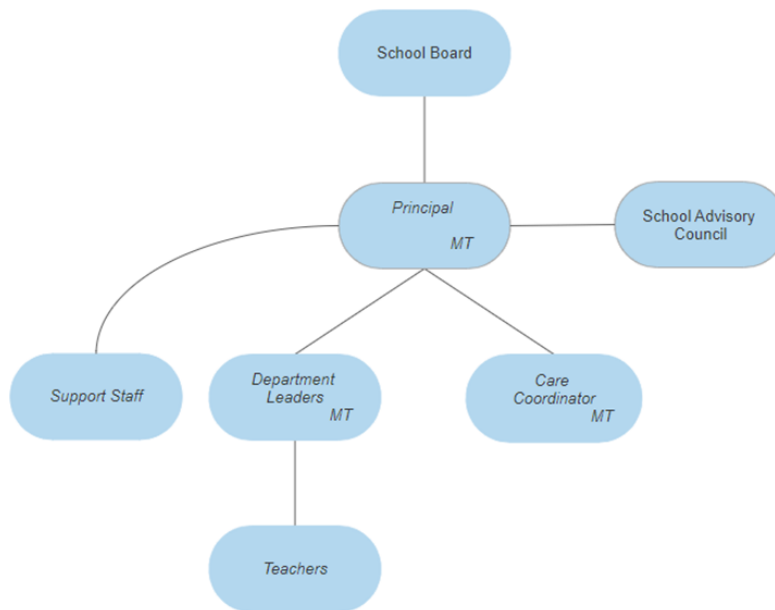 School Board
Principal
MT
School Advisory
Council
Support Staff
Department
Leaders
MT
Care
Coordinator
MT
Teachers